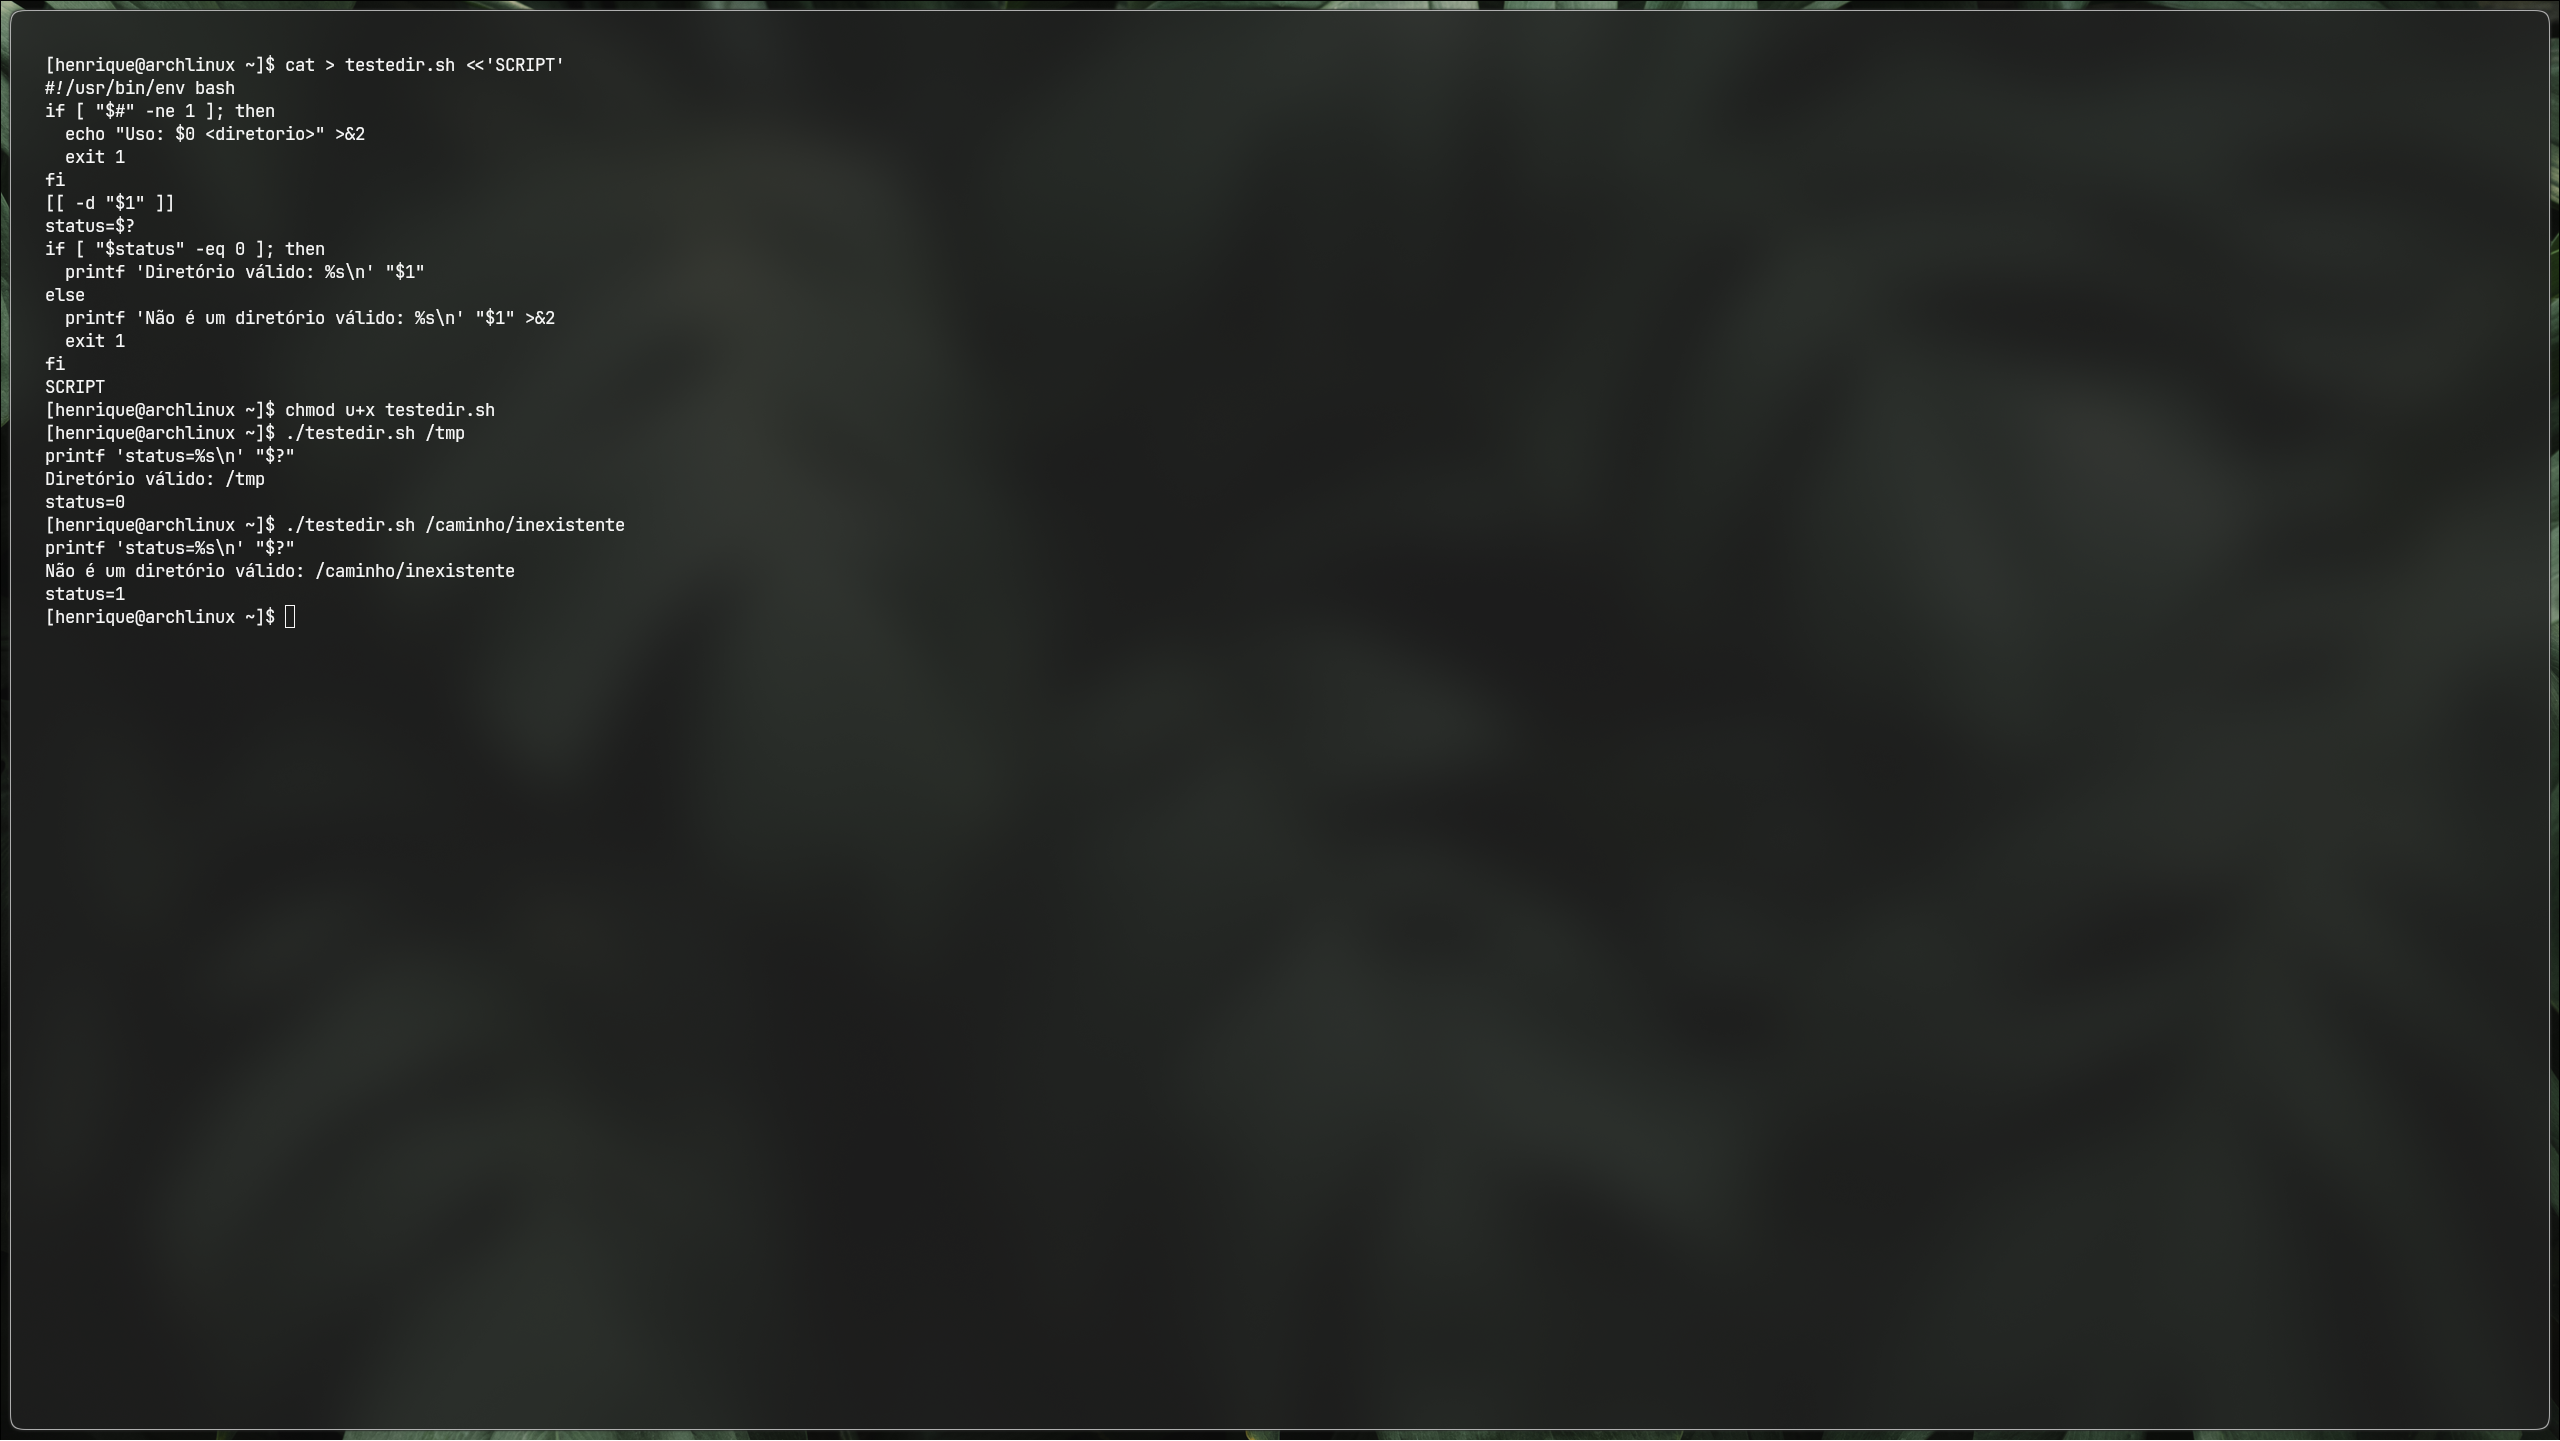 [henrique@archlinux ~]$ cat > testedir.sh <<'SCRIPT'
#!/usr/bin/env bash
if [ "$#" -ne 1 ]; then
  echo "Uso: $0 <diretorio>" >&2
  exit 1
fi
[[ -d "$1" ]]
status=$?
if [ "$status" -eq 0 ]; then
  printf 'Diretório válido: %s\n' "$1"
else
  printf 'Não é um diretório válido: %s\n' "$1" >&2
  exit 1
fi
SCRIPT
[henrique@archlinux ~]$ chmod u+x testedir.sh
[henrique@archlinux ~]$ ./testedir.sh /tmp
printf 'status=%s\n' "$?"
Diretório válido: /tmp
status=0
[henrique@archlinux ~]$ ./testedir.sh /caminho/inexistente
printf 'status=%s\n' "$?"
Não é um diretório válido: /caminho/inexistente
status=1
[henrique@archlinux ~]$